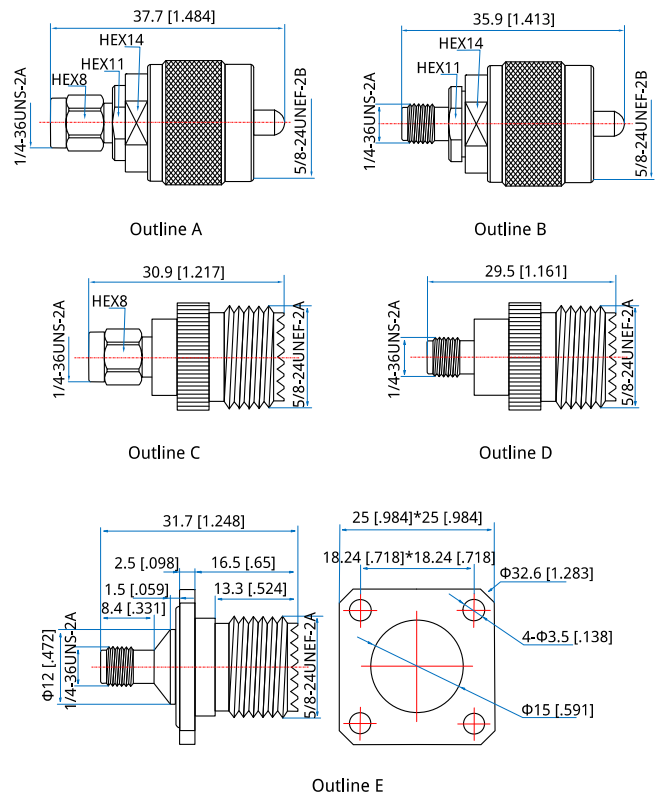 37.7 [1.484]
HEX14
HEX11
HEX8
1/4-36UNS-2A
5/8-24UNEF-2B
Outline A
35.9 [1.413]
HEX14
HEX11
1/4-36UNS-2A
5/8-24UNEF-2B
Outline B
30.9 [1.217]
HEX8
1/4-36UNS-2A
5/8-24UNEF-2A
Outline C
29.5 [1.161]
1/4-36UNS-2A
5/8-24UNEF-2A
Outline D
31.7 [1.248]
2.5 [.098]
16.5 [.65]
1.5 [.059]
13.3 [.524]
8.4 [.331]
Φ12 [.472]
1/4-36UNS-2A
5/8-24UNEF-2A
25 [.984]*25 [.984]
18.24 [.718]*18.24 [.718]
Φ32.6 [1.283]
4-Φ3.5 [.138]
Φ15 [.591]
Outline E